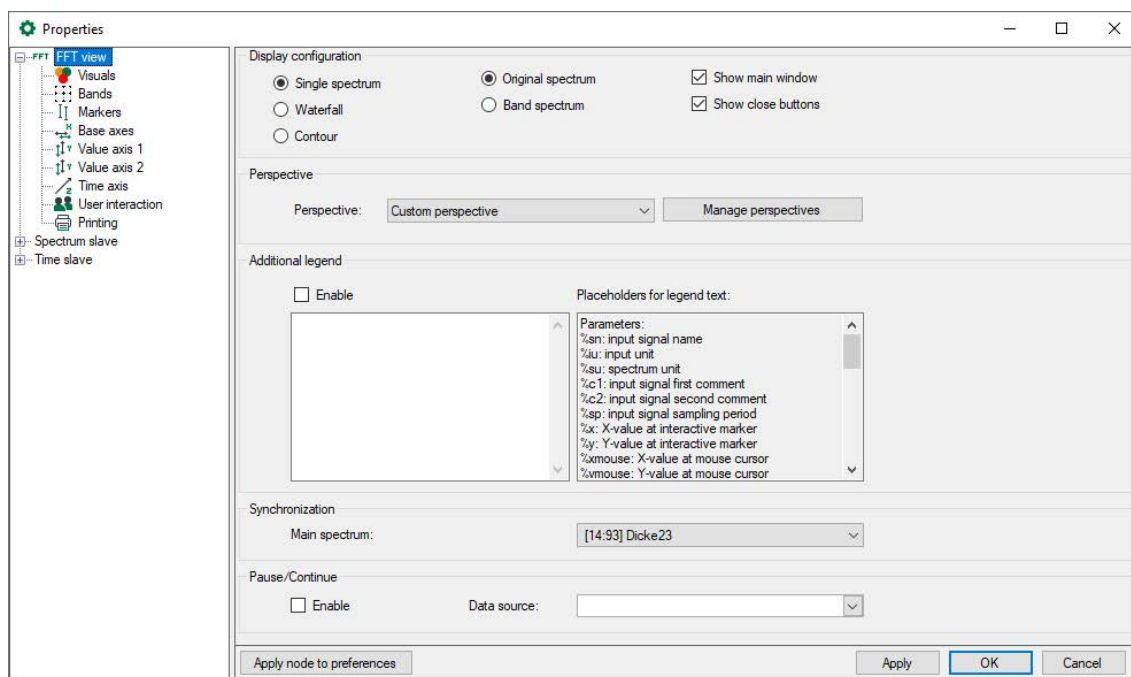 Properties
FFT FFT view
Visuals
Bands
Markers
Base axes
Value axis 1
Value axis 2
Time axis
User interaction
Printing
Spectrum slave
Time slave
Display configuration
Single spectrum
Original spectrum
Show main window
Waterfall
Band spectrum
Show close buttons
Contour
Perspective
Perspective:
Custom perspective
Manage perspectives
Additional legend
Enable
Placeholders for legend text:
Parameters:
%sn: input signal name
%iu: input unit
%su: spectrum unit
%c1: input signal first comment
%c2: input signal second comment
%sp: input signal sampling period
%x: X-value at interactive marker
%y: Y-value at interactive marker
%xmouse: X-value at mouse cursor
%ymouse: Y-value at mouse cursor
Synchronization
Main spectrum:
[14:93] Dicke23
Pause/Continue
Enable
Data source:
Apply node to preferences
Apply
OK
Cancel